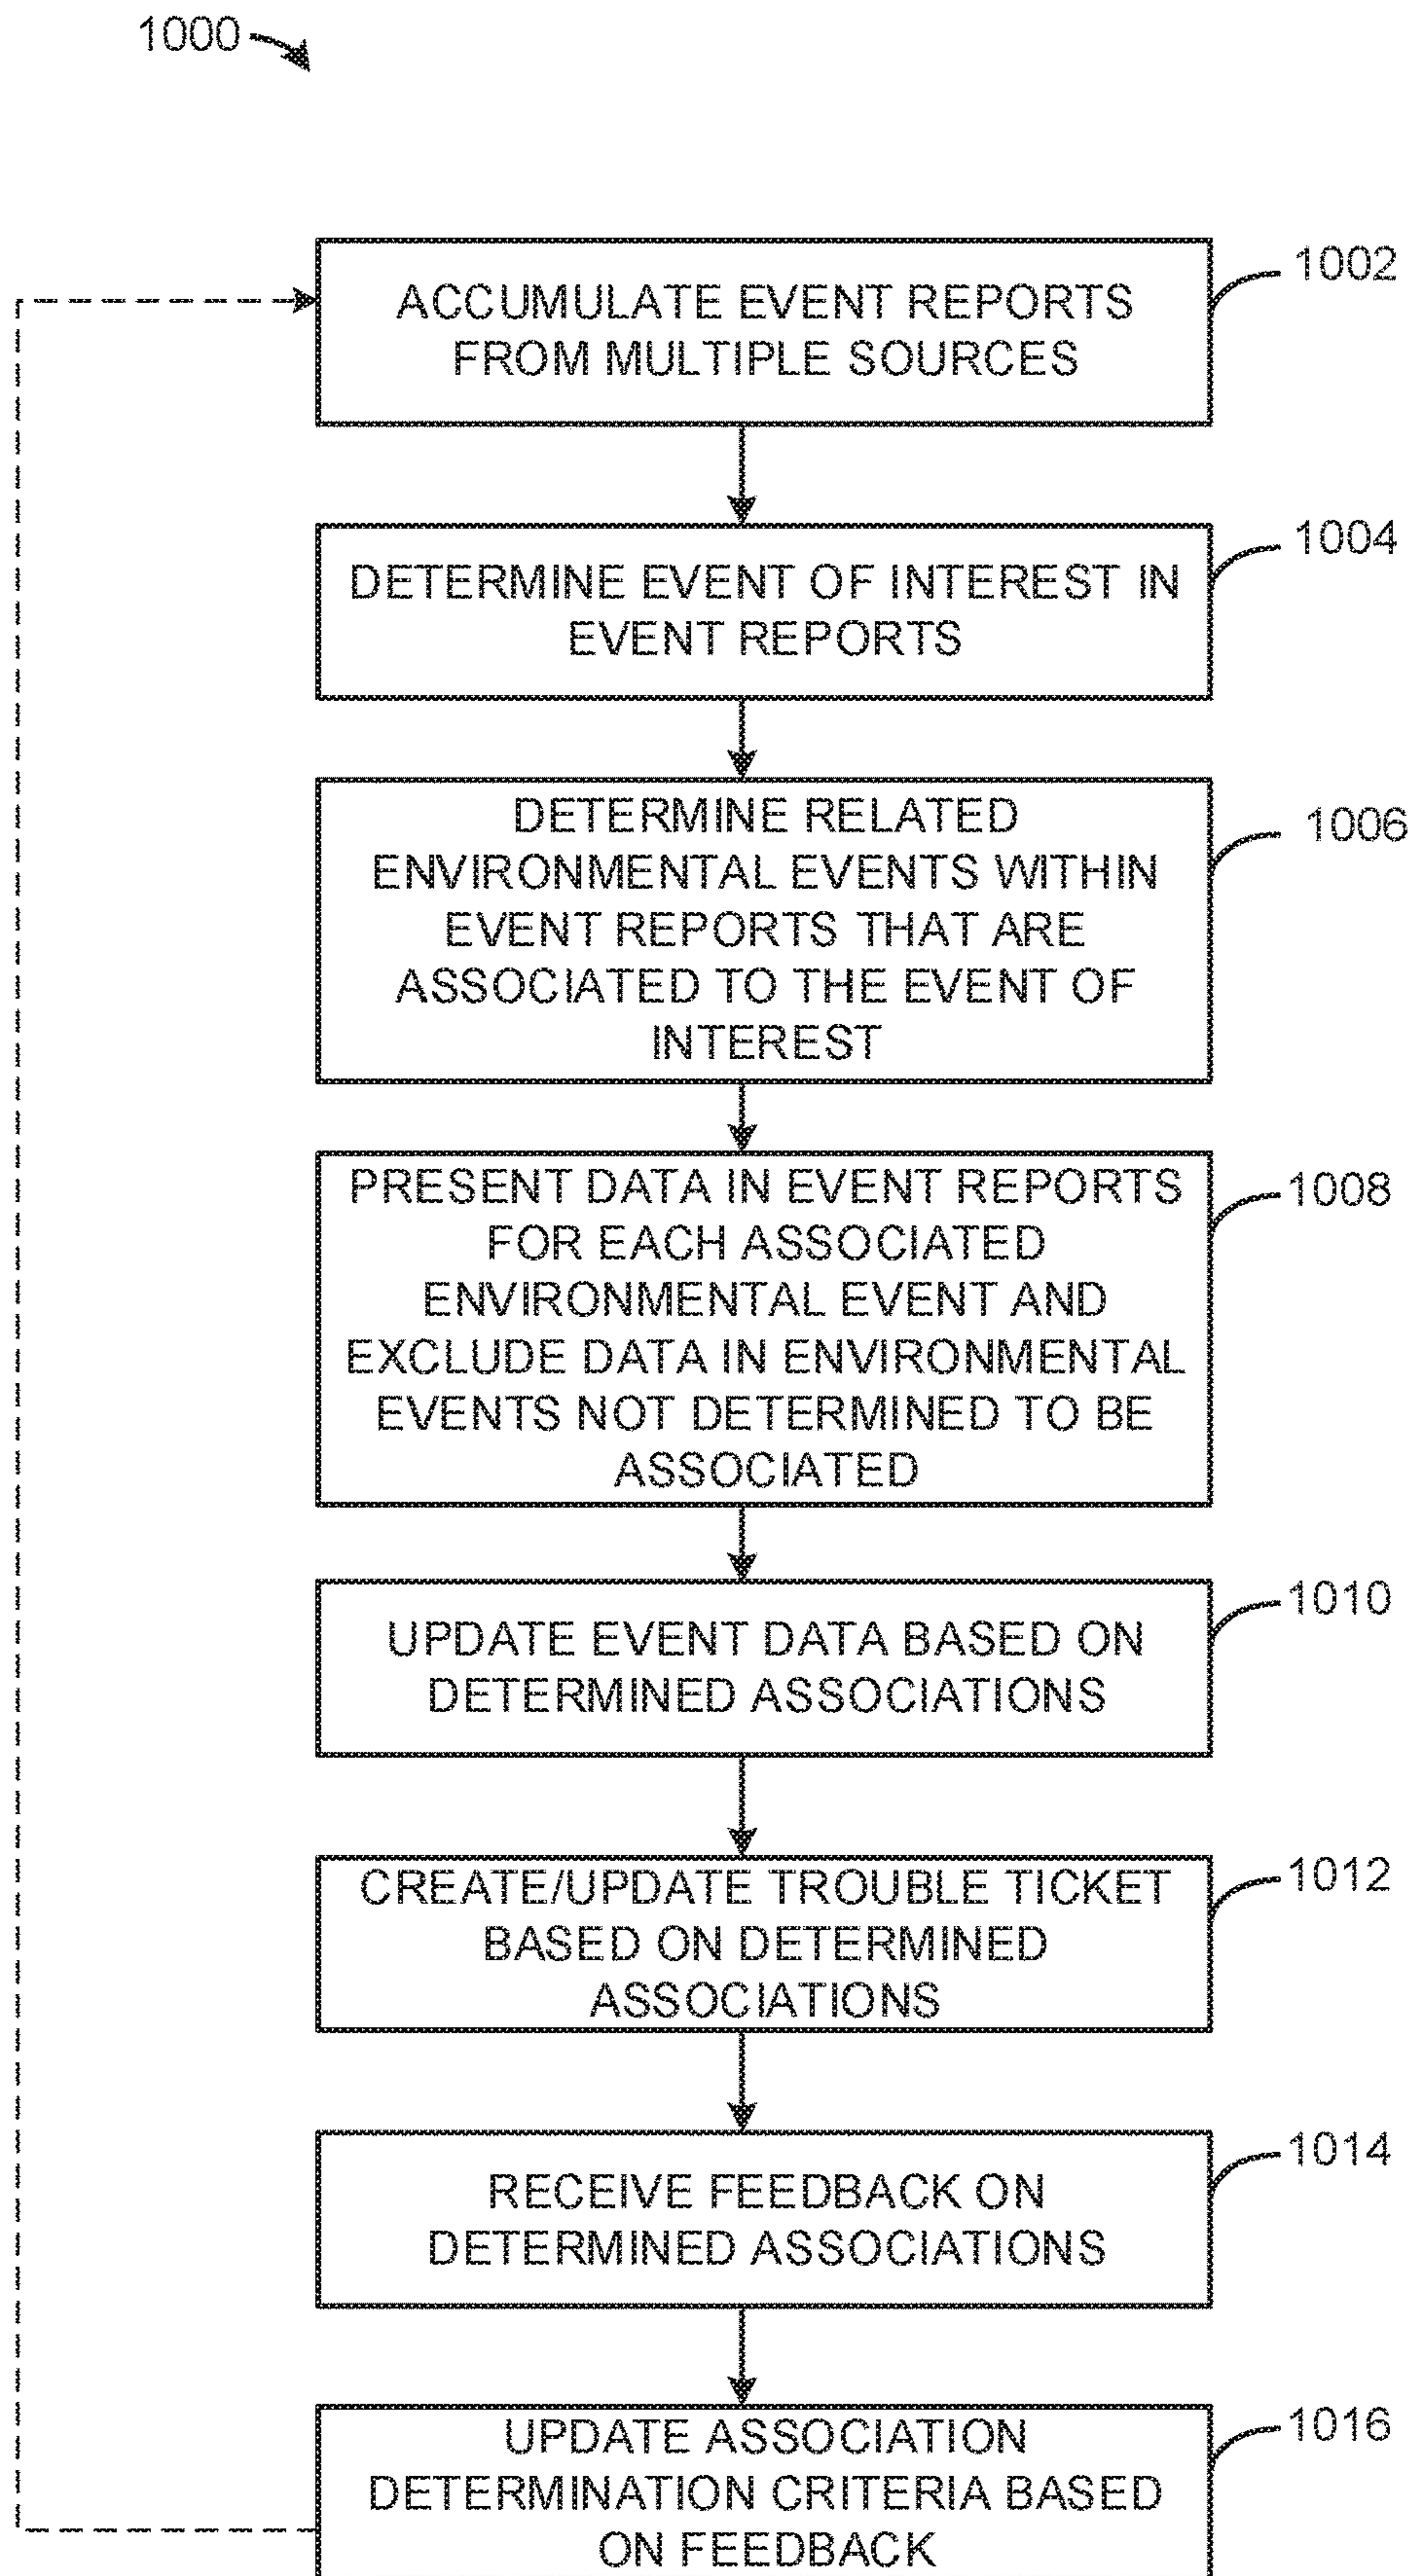 1000
ACCUMULATE EVENT REPORTS
FROM MULTIPLE SOURCES
1002
DETERMINE EVENT OF INTEREST IN
EVENT REPORTS
1004
DETERMINE RELATED
ENVIRONMENTAL EVENTS WITHIN
EVENT REPORTS THAT ARE
ASSOCIATED TO THE EVENT OF
INTEREST
1006
PRESENT DATA IN EVENT REPORTS
FOR EACH ASSOCIATED
ENVIRONMENTAL EVENT AND
EXCLUDE DATA IN ENVIRONMENTAL
EVENTS NOT DETERMINED TO BE
ASSOCIATED
1008
UPDATE EVENT DATA BASED ON
DETERMINED ASSOCIATIONS
1010
CREATE/UPDATE TROUBLE TICKET
BASED ON DETERMINED
ASSOCIATIONS
1012
RECEIVE FEEDBACK ON
DETERMINED ASSOCIATIONS
1014
UPDATE ASSOCIATION
DETERMINATION CRITERIA BASED
ON FEEDBACK
1016